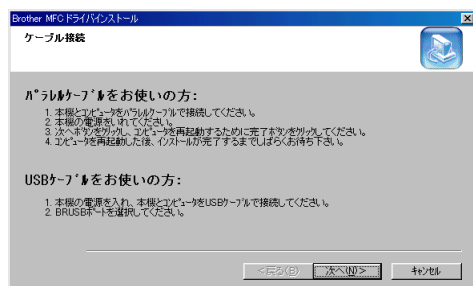 Brother MFC ドライバインストール
ケーブル接続
パラレルケーブルをお使いの方:
1. 本機とコンピュータをパラレルケーブルで接続してください。
2. 本機の電源をいれてください。
3. 次へボタンをクリックし、コンピュータを再起動するために完了ボタンをクリックしてください。
4. コンピュータを再起動した後、インストールが完了するまでしばらくお待ち下さい。
USBケーブルをお使いの方:
1. 本機の電源を入れ、本機とコンピュータをUSBケーブルで接続してください。
2. BRUSBポートを選択してください。
<戻る(B) 次へ(N)> キャンセル